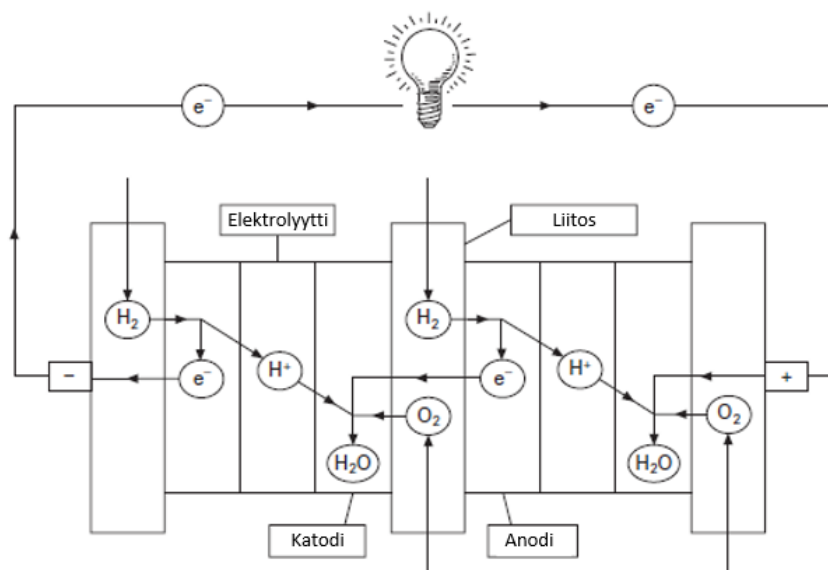 e⁻
e⁻
Elektrolyytti
Liitos
H₂
H₂
−
e⁻
H⁺
e⁻
H⁺
+
O₂
O₂
H₂O
H₂O
Katodi
Anodi